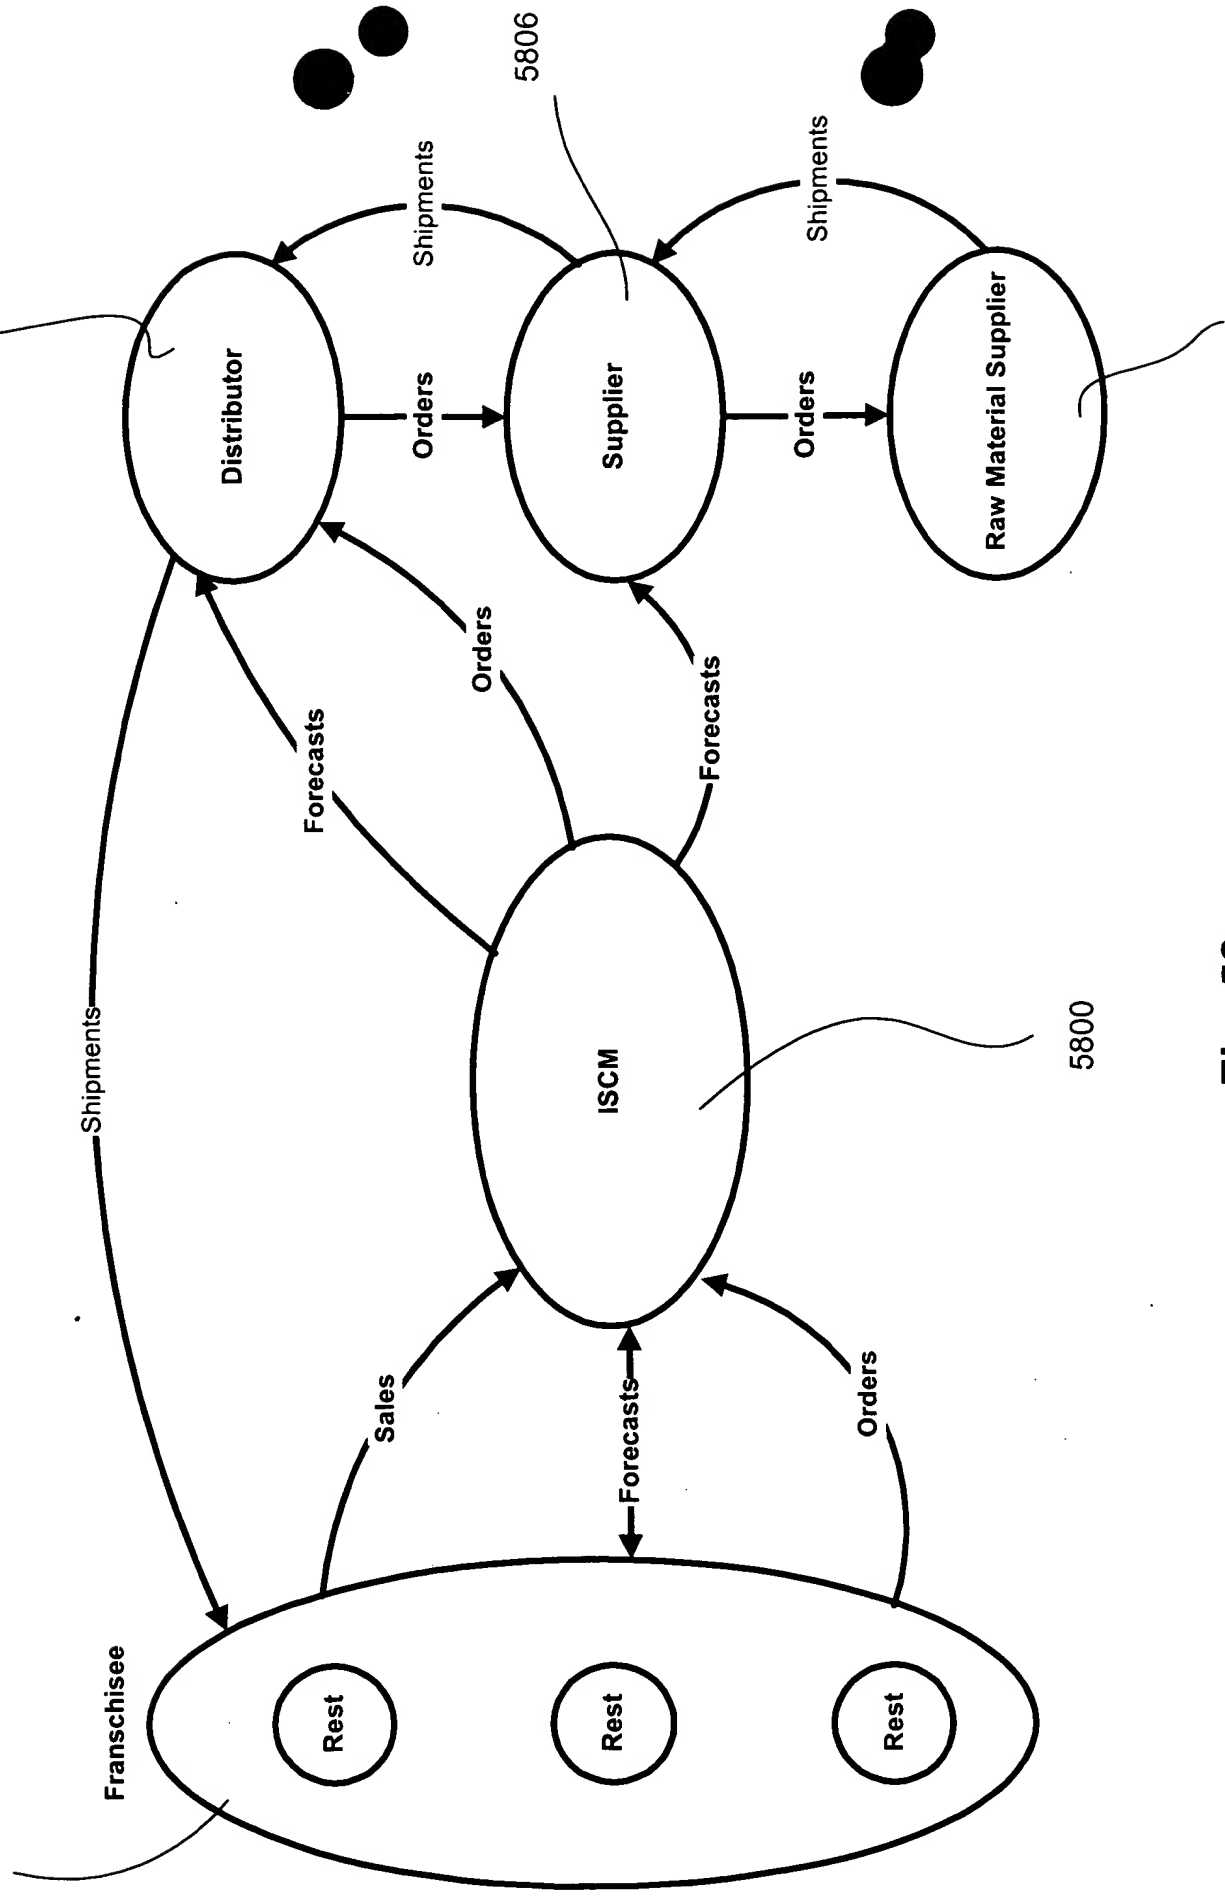 Franschisee
Rest
Rest
Rest
Shipments
Sales
Forecasts
Orders
ISCM
5800
Forecasts
Orders
Forecasts
Distributor
Orders
Supplier
Orders
Raw Material Supplier
Shipments
Shipments
5806